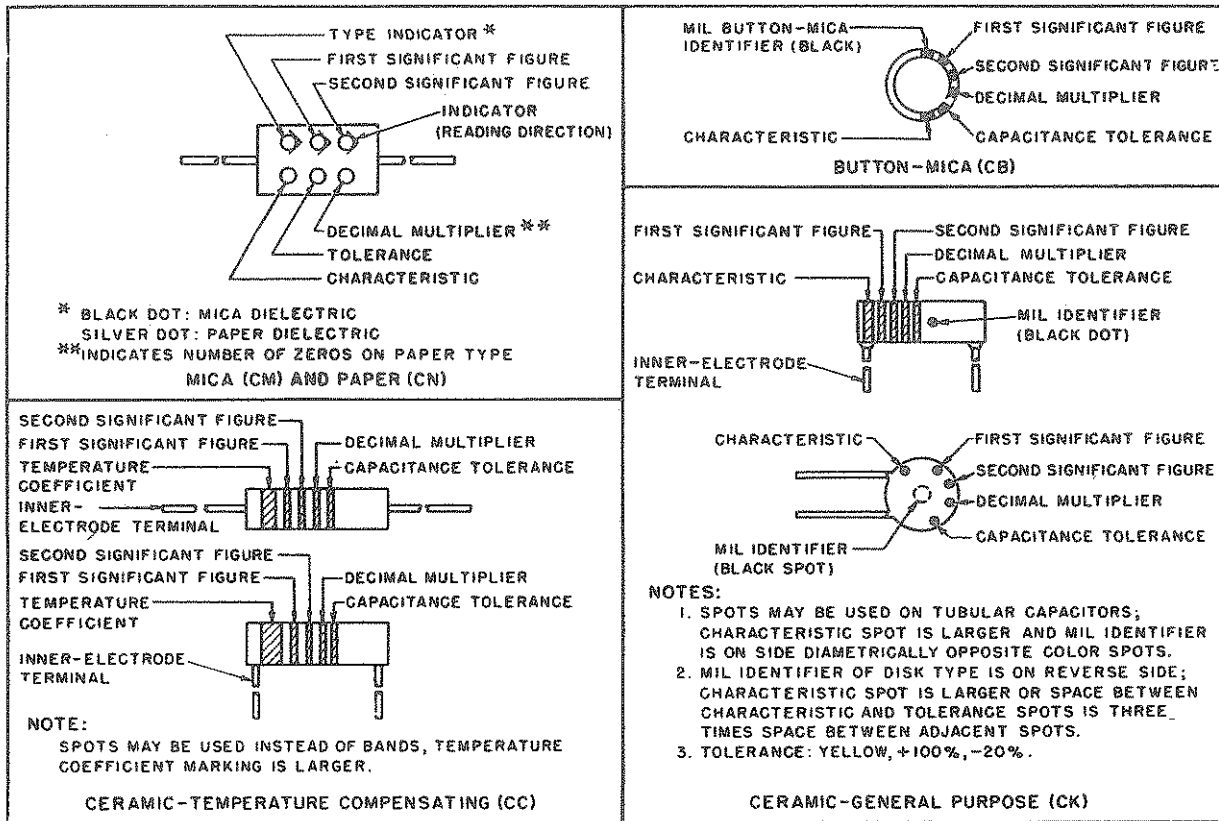 TYPE INDICATOR *
FIRST SIGNIFICANT FIGURE
SECOND SIGNIFICANT FIGURE
INDICATOR
(READING DIRECTION)
DECIMAL MULTIPLIER **
TOLERANCE
CHARACTERISTIC
* BLACK DOT: MICA DIELECTRIC
SILVER DOT: PAPER DIELECTRIC
** INDICATES NUMBER OF ZEROS ON PAPER TYPE
MICA (CM) AND PAPER (CN)
MIL BUTTON-MICA
IDENTIFIER (BLACK)
FIRST SIGNIFICANT FIGURE
SECOND SIGNIFICANT FIGURE
DECIMAL MULTIPLIER
CHARACTERISTIC
CAPACITANCE TOLERANCE
BUTTON-MICA (CB)
SECOND SIGNIFICANT FIGURE
FIRST SIGNIFICANT FIGURE
DECIMAL MULTIPLIER
TEMPERATURE
COEFFICIENT
CAPACITANCE TOLERANCE
INNER-
ELECTRODE TERMINAL
SECOND SIGNIFICANT FIGURE
FIRST SIGNIFICANT FIGURE
DECIMAL MULTIPLIER
TEMPERATURE
COEFFICIENT
CAPACITANCE TOLERANCE
INNER-ELECTRODE
TERMINAL
NOTE:
SPOTS MAY BE USED INSTEAD OF BANDS, TEMPERATURE
COEFFICIENT MARKING IS LARGER.
CERAMIC-TEMPERATURE COMPENSATING (CC)
FIRST SIGNIFICANT FIGURE
SECOND SIGNIFICANT FIGURE
DECIMAL MULTIPLIER
CHARACTERISTIC
CAPACITANCE TOLERANCE
MIL IDENTIFIER
(BLACK DOT)
INNER-ELECTRODE
TERMINAL
CHARACTERISTIC
FIRST SIGNIFICANT FIGURE
SECOND SIGNIFICANT FIGURE
DECIMAL MULTIPLIER
CAPACITANCE TOLERANCE
MIL IDENTIFIER
(BLACK SPOT)
NOTES:
1. SPOTS MAY BE USED ON TUBULAR CAPACITORS;
CHARACTERISTIC SPOT IS LARGER AND MIL IDENTIFIER
IS ON SIDE DIAMETRICALLY OPPOSITE COLOR SPOTS.
2. MIL IDENTIFIER OF DISK TYPE IS ON REVERSE SIDE;
CHARACTERISTIC SPOT IS LARGER OR SPACE BETWEEN
CHARACTERISTIC AND TOLERANCE SPOTS IS THREE
TIMES SPACE BETWEEN ADJACENT SPOTS.
3. TOLERANCE: YELLOW, +100%, -20%.
CERAMIC-GENERAL PURPOSE (CK)